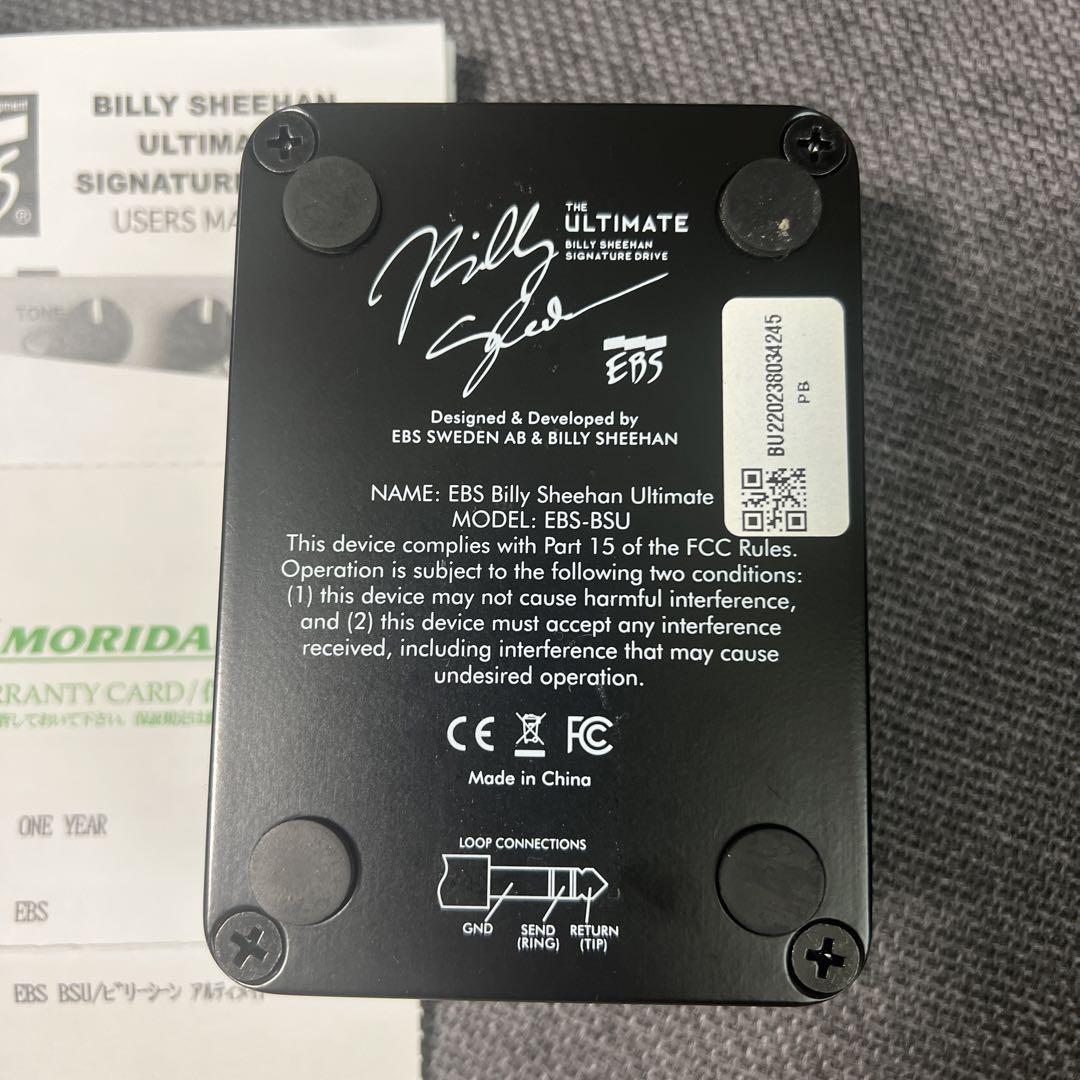 BILLY SHEEHAN
ULTIMA
SIGNATUR
USERS MA
TONE
MORIDA
RRANTY CARD/
ONE YEAR
EBS
EBS BSU/ビリーシーン アルティメイト
Billy Sheehan
THE
ULTIMATE
BILLY SHEEHAN
SIGNATURE DRIVE
EBS
Designed & Developed by
EBS SWEDEN AB & BILLY SHEEHAN
NAME: EBS Billy Sheehan Ultimate
MODEL: EBS-BSU
This device complies with Part 15 of the FCC Rules.
Operation is subject to the following two conditions:
(1) this device may not cause harmful interference,
and (2) this device must accept any interference
received, including interference that may cause
undesired operation.
CE FC
Made in China
LOOP CONNECTIONS
GND SEND RETURN
(RING) (TIP)
BU220238034245
PB